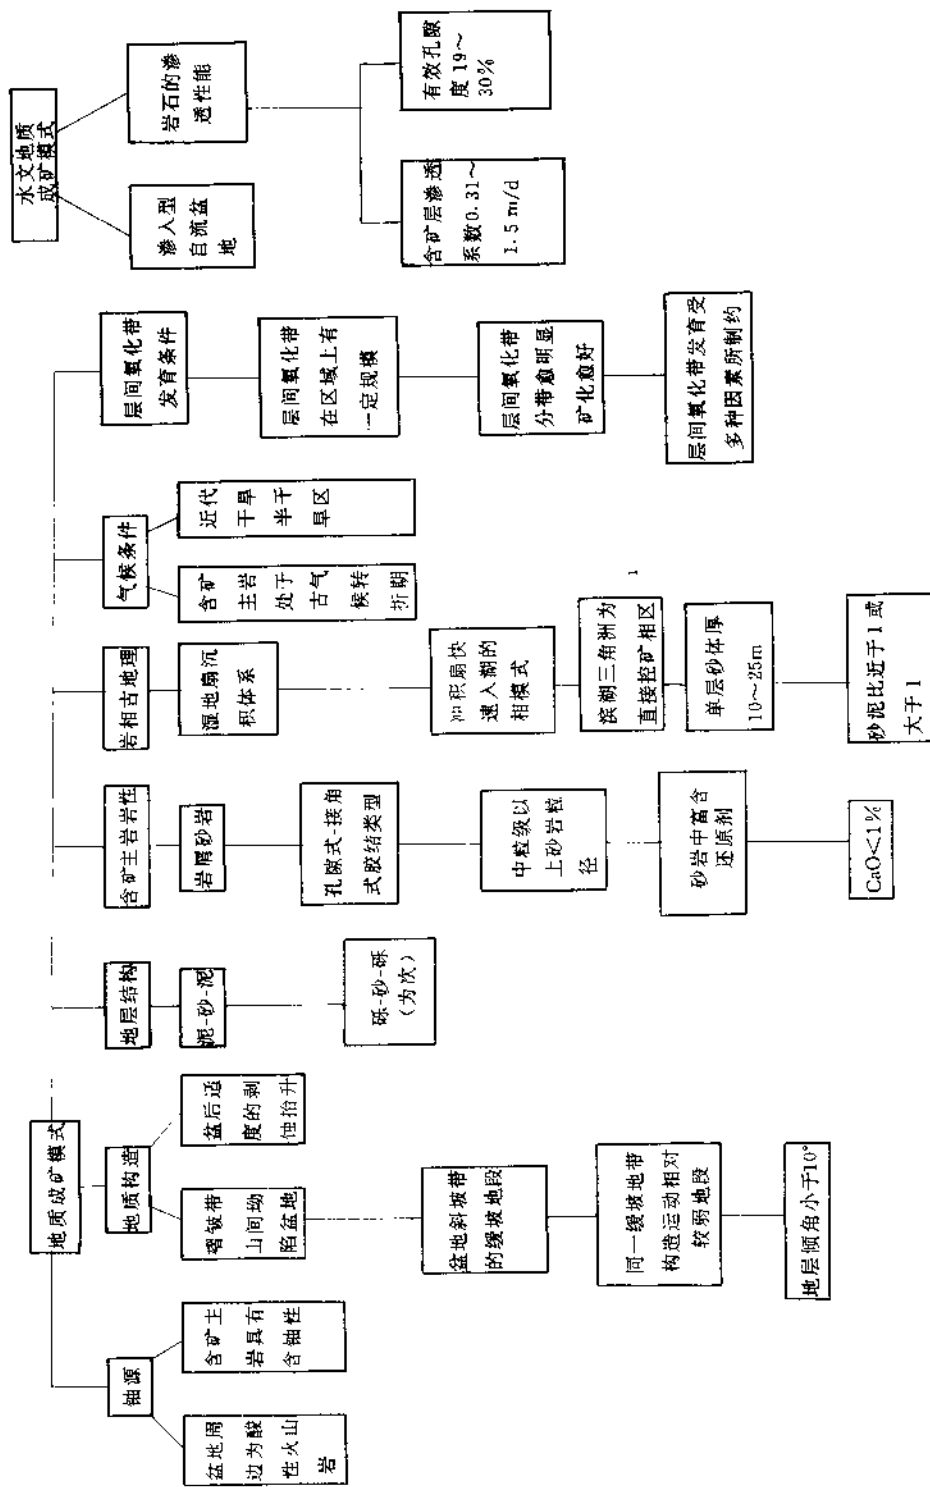 地质成矿模式
水文地质
成矿模式
铀源
地质构造
地层结构
含矿主岩岩性
岩相古地理
气候条件
层间氧化带
发育条件
渗入型
自流盆
地
岩石的渗
透性能
盆地周
边为酸
性火山
岩
含矿主
岩具有
含铀性
褶皱带
山间坳
陷盆地
盆后适
度的剥
蚀抬升
泥-砂-泥
岩屑砂岩
湿地扇沉
积体系
含矿
主岩
处于
古气
候转
折期
近代
干旱
半干
旱区
层间氧化带
在区域上有
一定规模
含矿层渗透
系数0.31~
1.5 m/d
有效孔隙
度 19~
30%
盆地斜坡带
的缓坡地段
砾-砂-砾
(为次)
孔隙式-接角
式胶结类型
冲积扇快
速入湖的
相模式
层间氧化带
分带愈明显
矿化愈好
同一缓坡地带
构造运动相对
较弱地段
中粒级以
上砂岩粒
径
滨湖三角洲为
直接控矿相区
层间氧化带发育受
多种因素所制约
地层倾角小于10°
砂岩中富含
还原剂
单层砂体厚
10~25m
CaO<1%
砂泥比近于1或
大于1